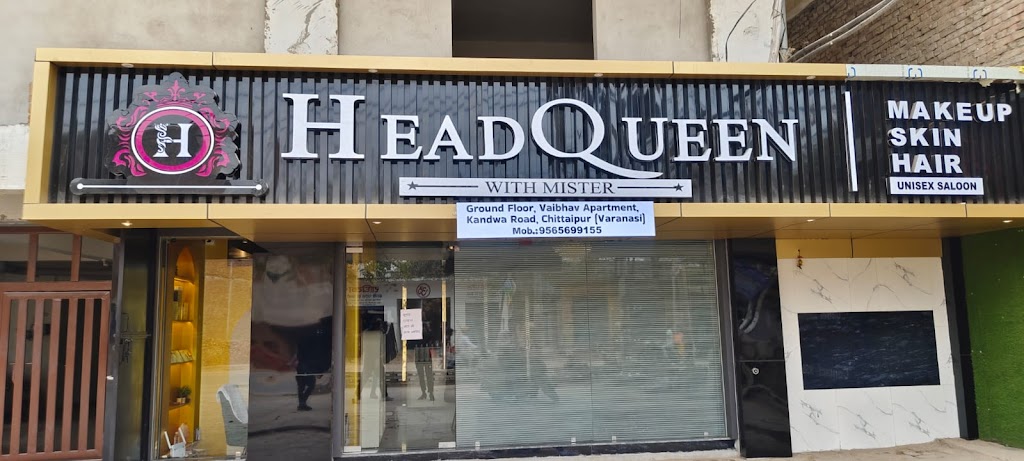 H
HEADQUEEN
WITH MISTER
MAKEUP
SKIN
HAIR
UNISEX SALOON
Ground Floor, Vaibhav Apartment,
Kandwa Road, Chittaipur [Varanasi]
Mob.:9565699155